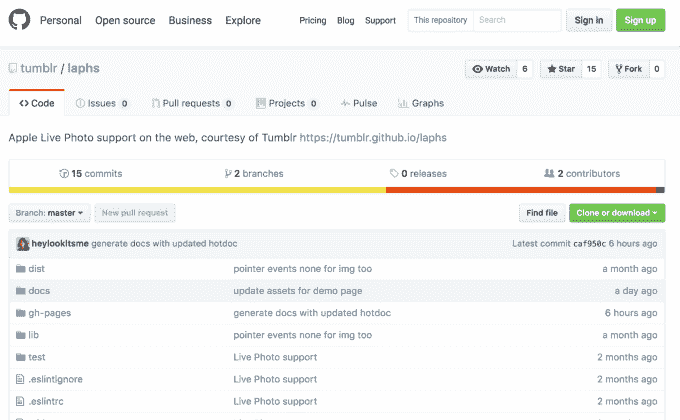 Personal Open source Business Explore Pricing Blog Support This repository Search Sign in Sign up
tumblr / laphs Watch 6 Star 15 Fork 0
Code Issues 0 Pull requests 0 Projects 0 Pulse Graphs
Apple Live Photo support on the web, courtesy of Tumblr https://tumblr.github.io/laphs
15 commits 2 branches 0 releases 2 contributors
Branch: master New pull request Find file Clone or download
heylookltsme generate docs with updated hotdoc Latest commit caf950c 6 hours ago
dist pointer events none for img too a month ago
docs update assets for demo page a day ago
gh-pages generate docs with updated hotdoc 6 hours ago
lib pointer events none for img too a month ago
test Live Photo support 2 months ago
.eslintignore Live Photo support 2 months ago
.eslintrc Live Photo support 2 months ago